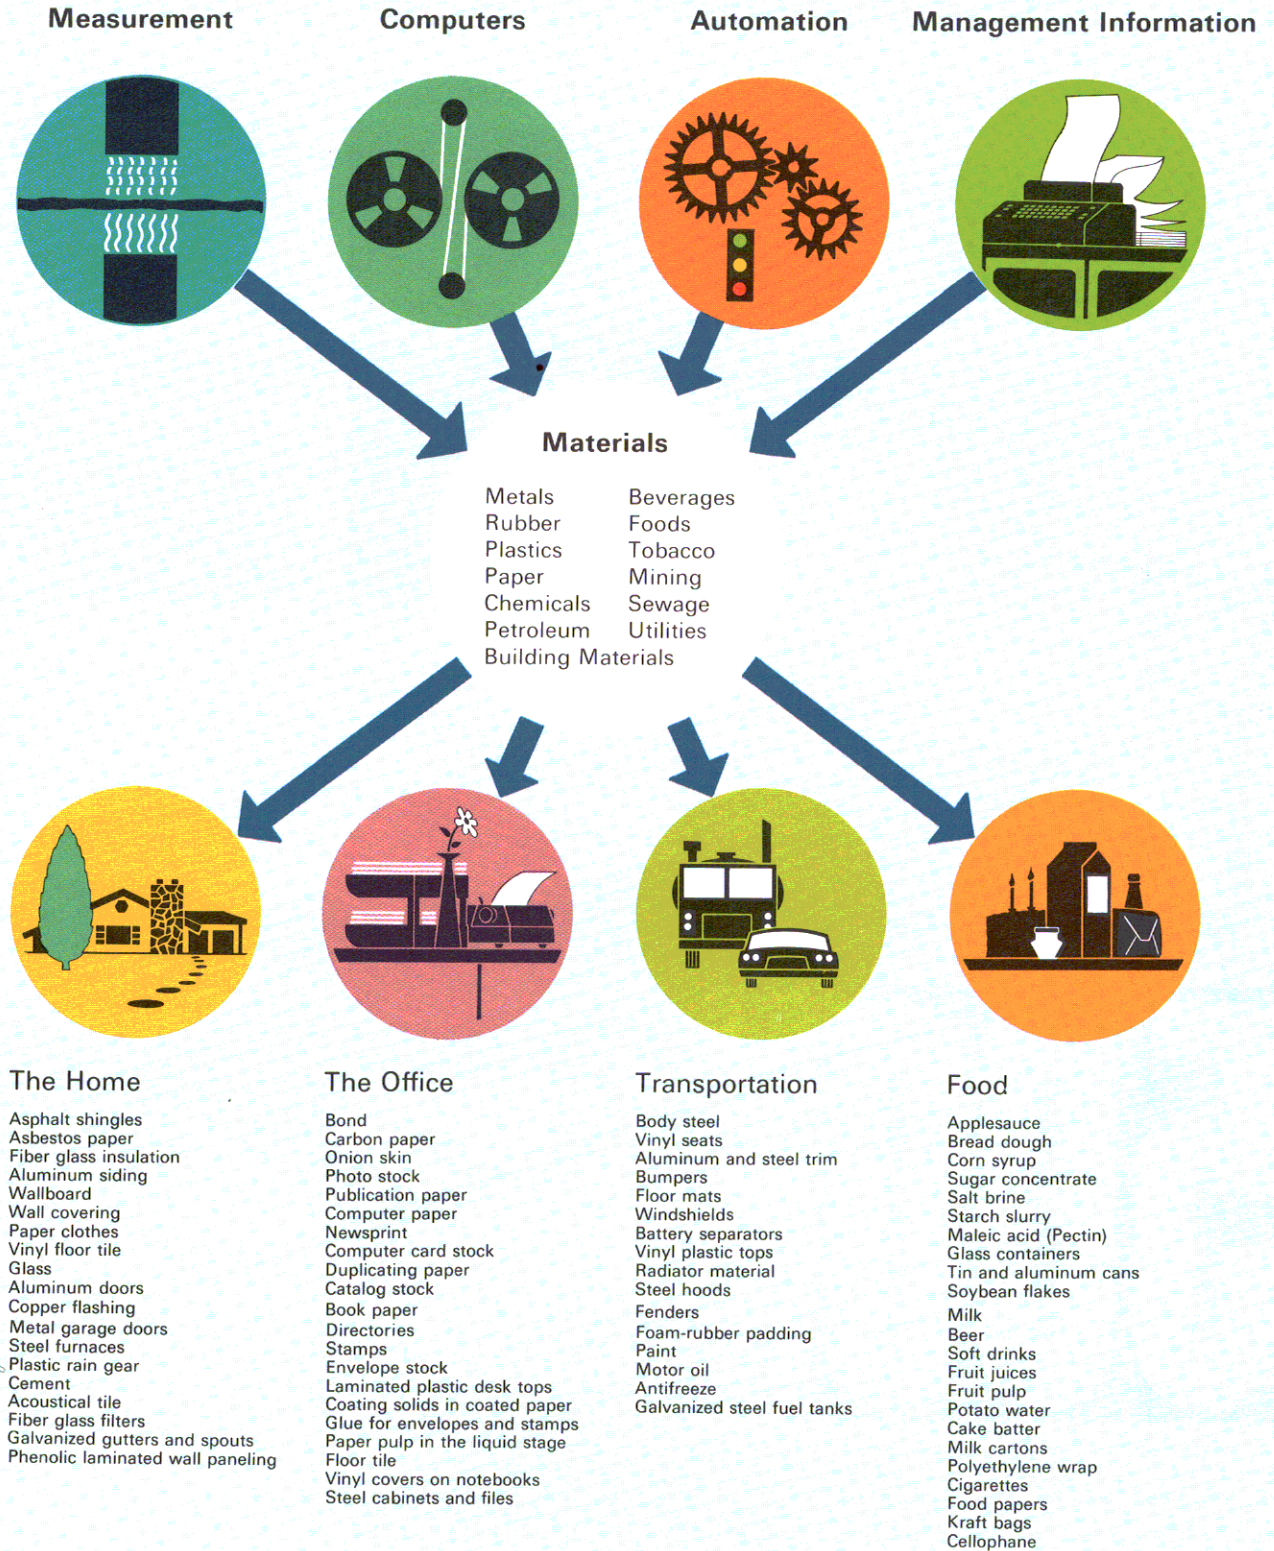 Measurement
Computers
Automation
Management Information
Materials
Metals
Rubber
Plastics
Paper
Chemicals
Petroleum
Building Materials
Beverages
Foods
Tobacco
Mining
Sewage
Utilities
The Home
Asphalt shingles
Asbestos paper
Fiber glass insulation
Aluminum siding
Wallboard
Wall covering
Paper clothes
Vinyl floor tile
Glass
Aluminum doors
Copper flashing
Metal garage doors
Steel furnaces
Plastic rain gear
Cement
Acoustical tile
Fiber glass filters
Galvanized gutters and spouts
Phenolic laminated wall paneling
The Office
Bond
Carbon paper
Onion skin
Photo stock
Publication paper
Computer paper
Newsprint
Computer card stock
Duplicating paper
Catalog stock
Book paper
Directories
Stamps
Envelope stock
Laminated plastic desk tops
Coating solids in coated paper
Glue for envelopes and stamps
Paper pulp in the liquid stage
Floor tile
Vinyl covers on notebooks
Steel cabinets and files
Transportation
Body steel
Vinyl seats
Aluminum and steel trim
Bumpers
Floor mats
Windshields
Battery separators
Vinyl plastic tops
Radiator material
Steel hoods
Fenders
Foam-rubber padding
Paint
Motor oil
Antifreeze
Galvanized steel fuel tanks
Food
Applesauce
Bread dough
Corn syrup
Sugar concentrate
Salt brine
Starch slurry
Maleic acid (Pectin)
Glass containers
Tin and aluminum cans
Soybean flakes
Milk
Beer
Soft drinks
Fruit juices
Fruit pulp
Potato water
Cake batter
Milk cartons
Polyethylene wrap
Cigarettes
Food papers
Kraft bags
Cellophane